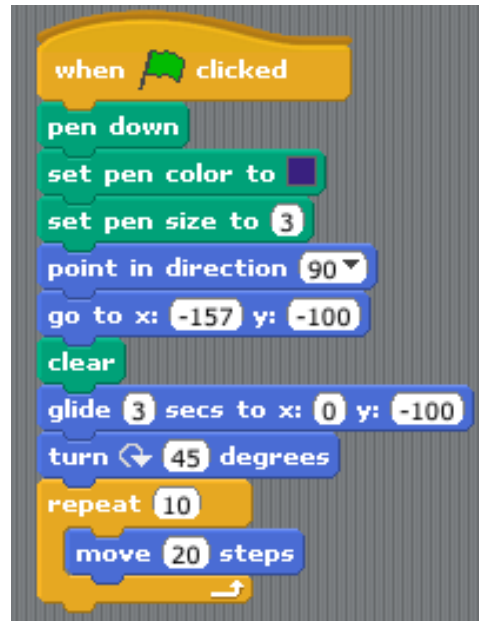 when clicked
pen down
set pen color to
set pen size to 3
point in direction 90
go to x: -157 y: -100
clear
glide 3 secs to x: 0 y: -100
turn 45 degrees
repeat 10
move 20 steps